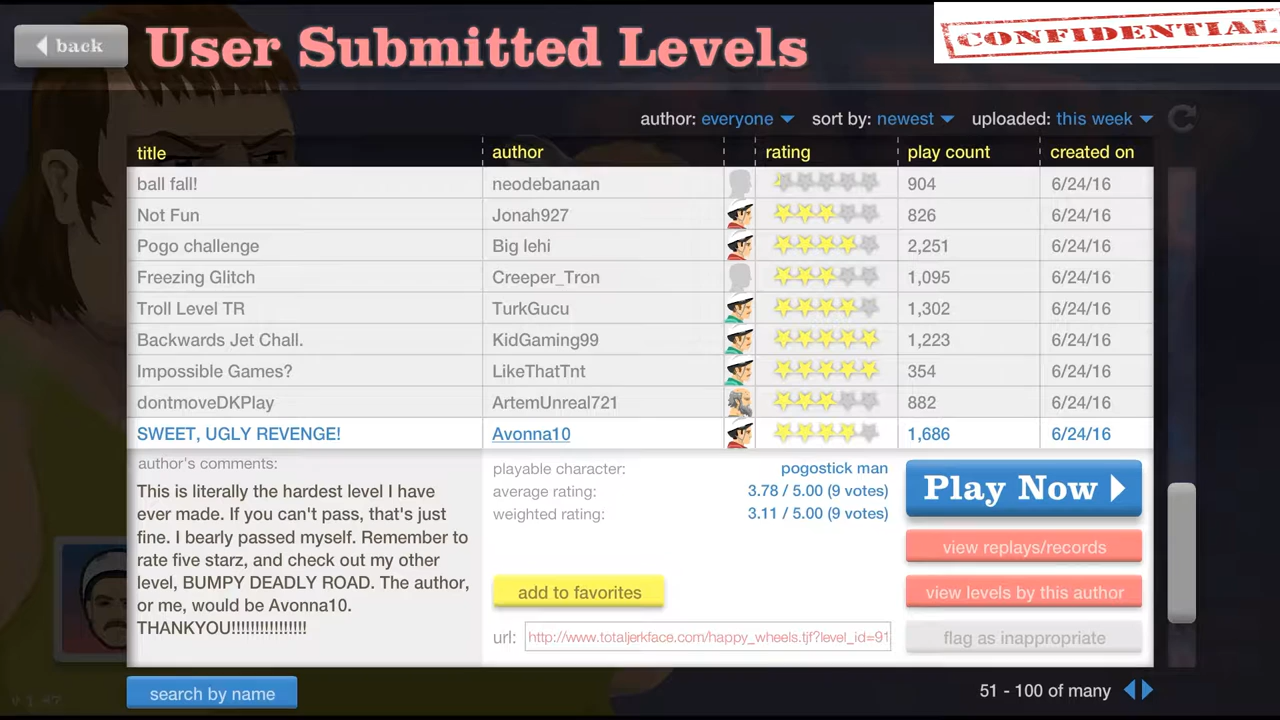 back
User Submitted Levels
CONFIDENTIAL
author: everyone sort by: newest uploaded: this week
title author rating play count created on
ball fall! neodebanaan 904 6/24/16
Not Fun Jonah927 826 6/24/16
Pogo challenge Big lehi 2,251 6/24/16
Freezing Glitch Creeper_Tron 1,095 6/24/16
Troll Level TR TurkGucu 1,302 6/24/16
Backwards Jet Chall. KidGaming99 1,223 6/24/16
Impossible Games? LikeThatTnt 354 6/24/16
dontmoveDKPlay ArtemUnreal721 882 6/24/16
SWEET, UGLY REVENGE! Avonna10 1,686 6/24/16
author's comments:
This is literally the hardest level I have
ever made. If you can't pass, that's just
fine. I bearly passed myself. Remember to
rate five starz, and check out my other
level, BUMPY DEADLY ROAD. The author,
or me, would be Avonna10.
THANKYOU!!!!!!!!!!!!!!!!
playable character: pogostick man
average rating: 3.78 / 5.00 (9 votes)
weighted rating: 3.11 / 5.00 (9 votes)
add to favorites
url: http://www.totaljerkface.com/happy_wheels.tjf?level_id=91
Play Now
view replays/records
view levels by this author
flag as inappropriate
search by name
51 - 100 of many